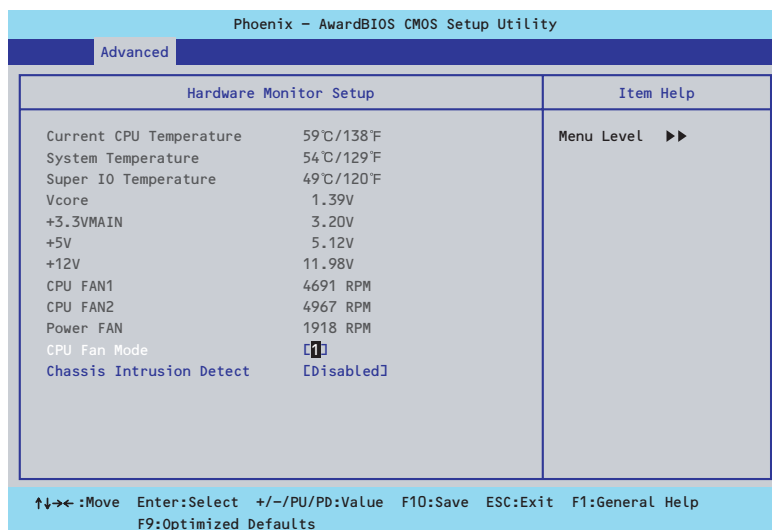 Phoenix - AwardBIOS CMOS Setup Utility
Advanced
Hardware Monitor Setup
Item Help
Current CPU Temperature 59℃/138℉
System Temperature 54℃/129℉
Super IO Temperature 49℃/120℉
Vcore 1.39V
+3.3VMAIN 3.20V
+5V 5.12V
+12V 11.98V
CPU FAN1 4691 RPM
CPU FAN2 4967 RPM
Power FAN 1918 RPM
CPU Fan Mode [1]
Chassis Intrusion Detect [Disabled]
Menu Level ▶▶
↑↓→←:Move Enter:Select +/-/PU/PD:Value F10:Save ESC:Exit F1:General Help
F9:Optimized Defaults